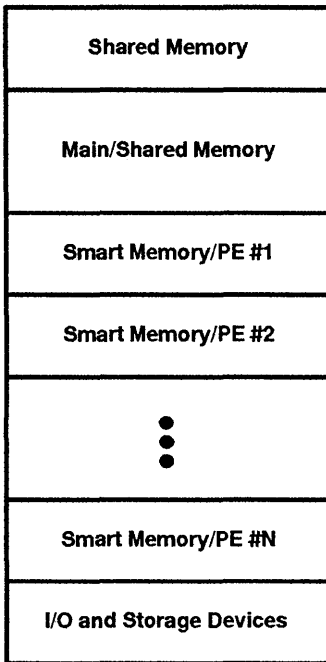 Shared Memory
Main/Shared Memory
Smart Memory/PE #1
Smart Memory/PE #2
Smart Memory/PE #N
I/O and Storage Devices